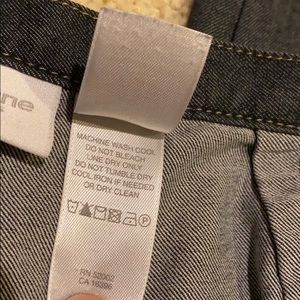 MACHINE WASH COOL
DO NOT BLEACH
LINE DRY ONLY
DO NOT TUMBLE DRY
COOL IRON IF NEEDED
OR DRY CLEAN
RN 52002
CA 16396